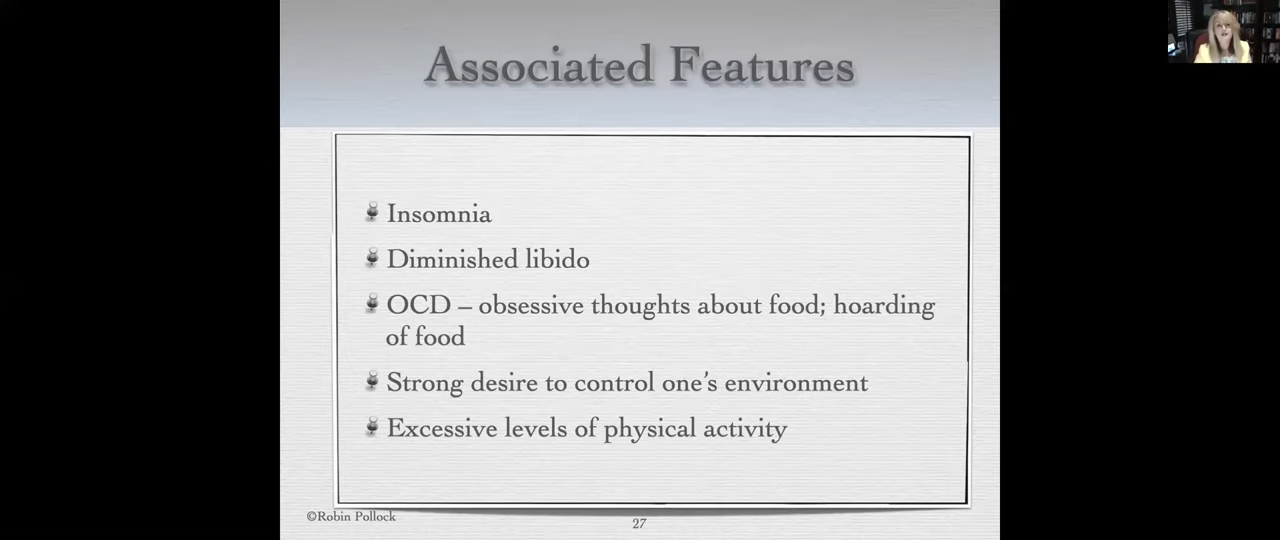 Associated Features
Insomnia
Diminished libido
OCD – obsessive thoughts about food; hoarding
of food
Strong desire to control one’s environment
Excessive levels of physical activity
©Robin Pollock
27